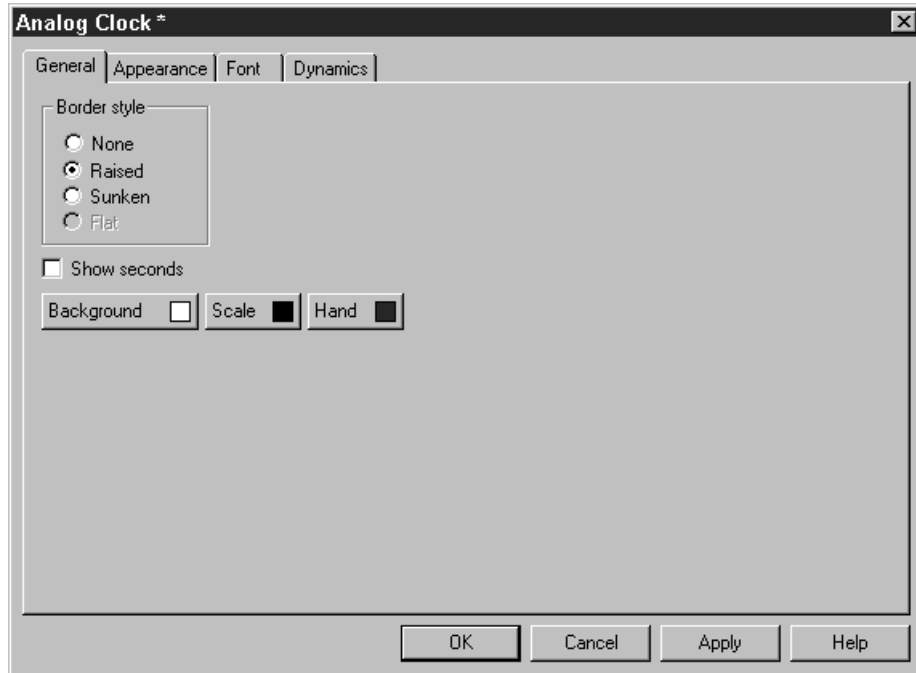 Analog Clock *
General Appearance Font Dynamics
Border style
None
Raised
Sunken
Flat
Show seconds
Background Scale Hand
OK Cancel Apply Help